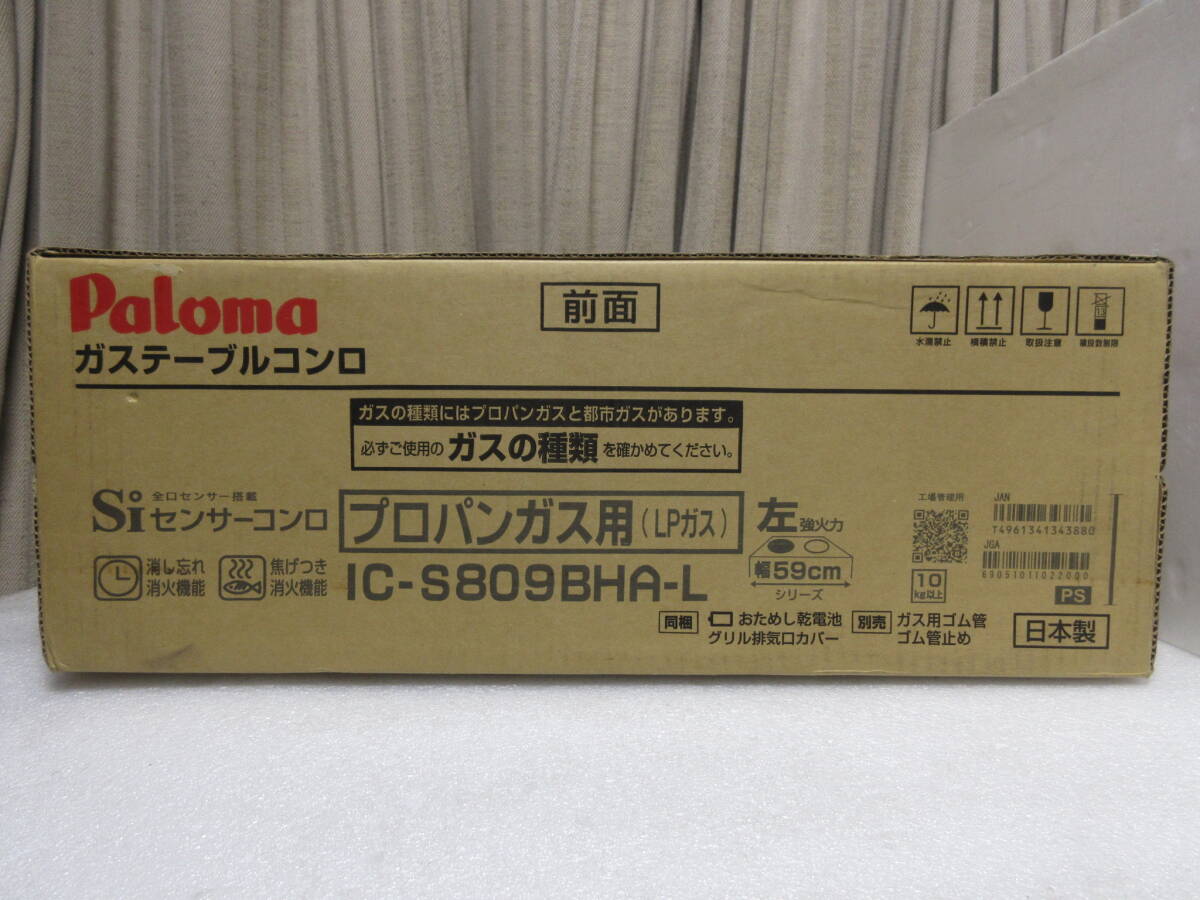 Paloma
ガステーブルコンロ
前面
水濡禁止 横積禁止 取扱注意 積段数制限
ガスの種類にはプロパンガスと都市ガスがあります。
必ずご使用の ガスの種類 を確かめてください。
全口センサー搭載
Siセンサーコンロ
消し忘れ
消火機能
焦げつき
消火機能
プロパンガス用(LPガス)
IC-S809BHA-L
左強火力
幅59cm
シリーズ
工場管理用
JAN
T4961341343880
JGA
10
kg以上
PS
同梱 おためし乾電池
グリル排気口カバー
別売 ガス用ゴム管
ゴム管止め
日本製